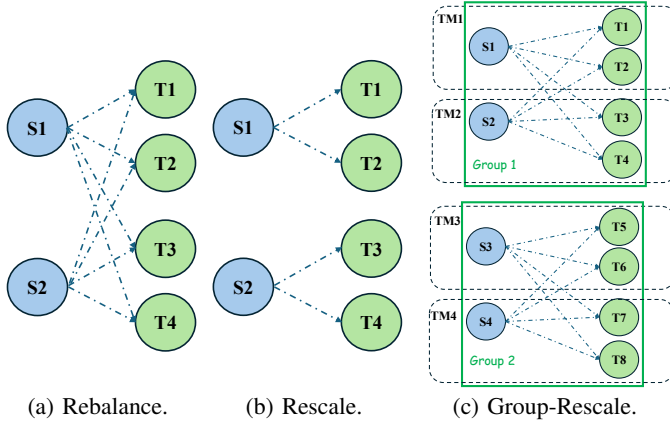 S1
S2
T1
T2
T3
T4
(a) Rebalance.
S1
S2
T1
T2
T3
T4
(b) Rescale.
TM1
S1
T1
T2
TM2
S2
T3
T4
Group 1
TM3
S3
T5
T6
TM4
S4
T7
T8
Group 2
(c) Group-Rescale.